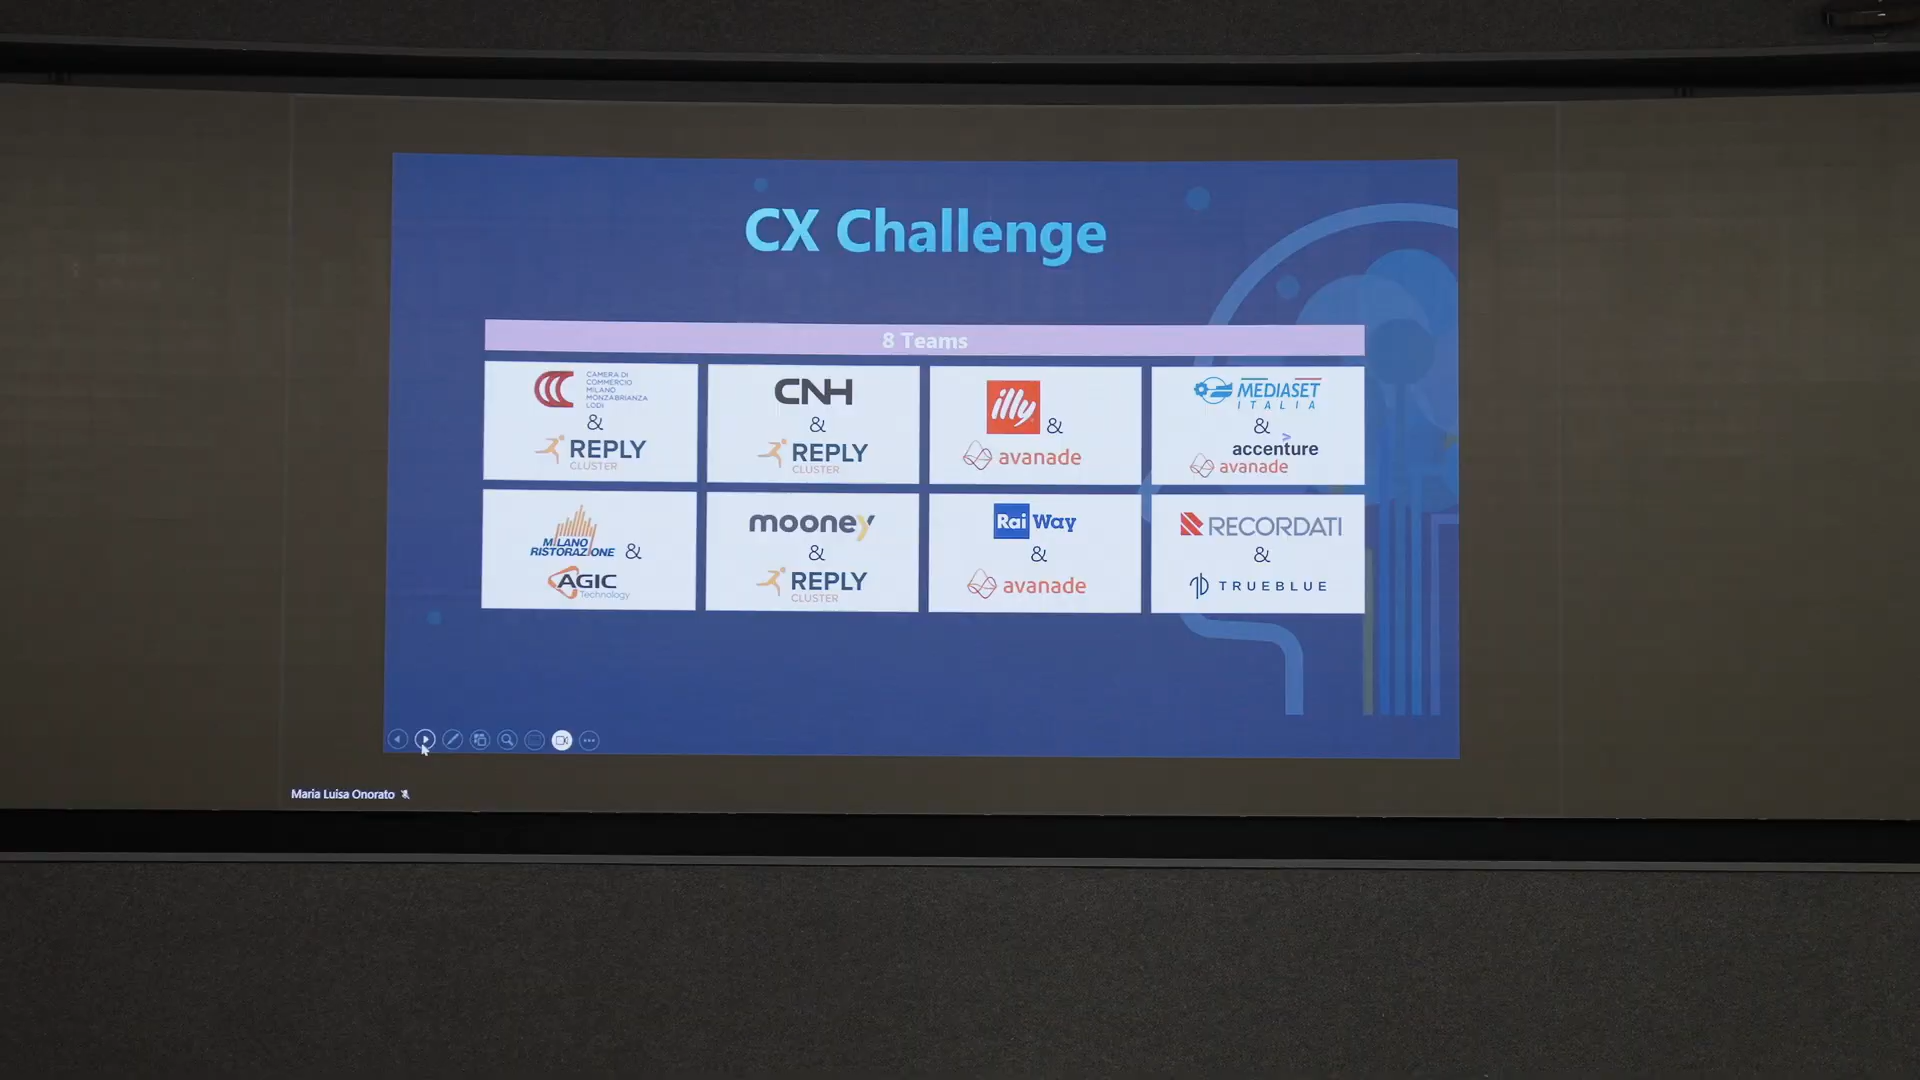 CX Challenge
8 Teams
CAMERA DI
COMMERCIO
MILANO
MONZABRIANZA
LODI
&
REPLY
CLUSTER
CNH
&
REPLY
CLUSTER
illy &
avanade
MEDIASET
ITALIA
&
accenture
avanade
MILANO
RISTORAZIONE &
AGIC
Technology
mooney
&
REPLY
CLUSTER
Rai Way
&
avanade
RECORDATI
&
TRUEBLUE
Maria Luisa Onorato